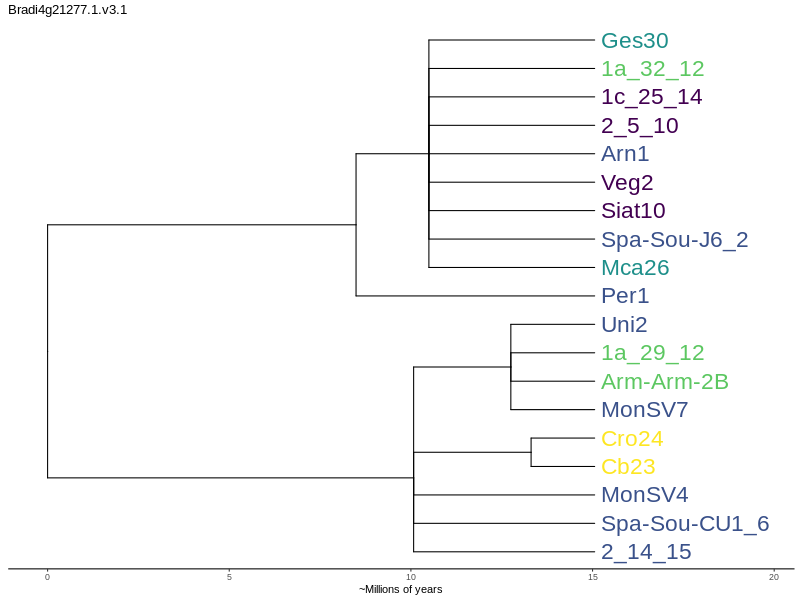 Bradi4g21277.1.v3.1
Ges30
1a_32_12
1c_25_14
2_5_10
Arn1
Veg2
Siat10
Spa-Sou-J6_2
Mca26
Per1
Uni2
1a_29_12
Arm-Arm-2B
MonSV7
Cro24
Cb23
MonSV4
Spa-Sou-CU1_6
2_14_15
0 5 10 15 20
~Millions of years